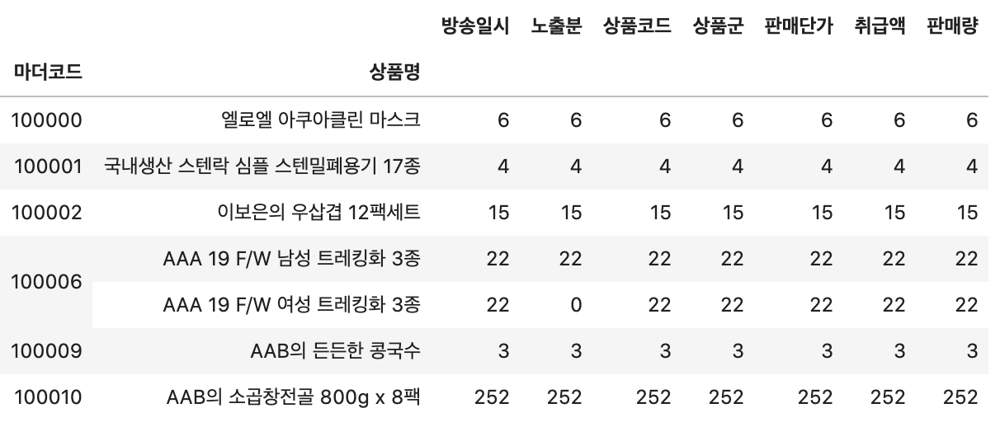 방송일시 노출분 상품코드 상품군 판매단가 취급액 판매량
마더코드 상품명
100000 엘로엘 아쿠아클린 마스크 6 6 6 6 6 6 6
100001 국내생산 스텐락 심플 스텐밀폐용기 17종 4 4 4 4 4 4 4
100002 이보은의 우삼겹 12팩세트 15 15 15 15 15 15 15
100006 AAA 19 F/W 남성 트레킹화 3종 22 22 22 22 22 22 22
AAA 19 F/W 여성 트레킹화 3종 22 0 22 22 22 22 22
100009 AAB의 든든한 콩국수 3 3 3 3 3 3 3
100010 AAB의 소곱창전골 800g x 8팩 252 252 252 252 252 252 252